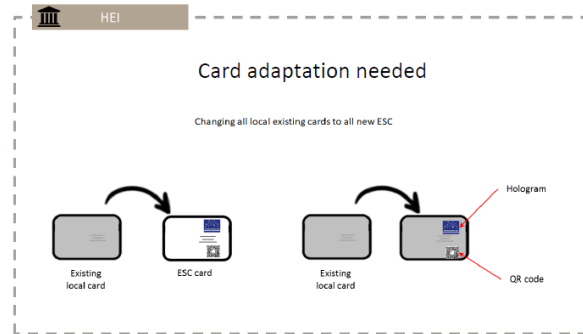 HEI
Card adaptation needed
Changing all local existing cards to all new ESC
Existing
local card
ESC card
Existing
local card
Hologram
QR code